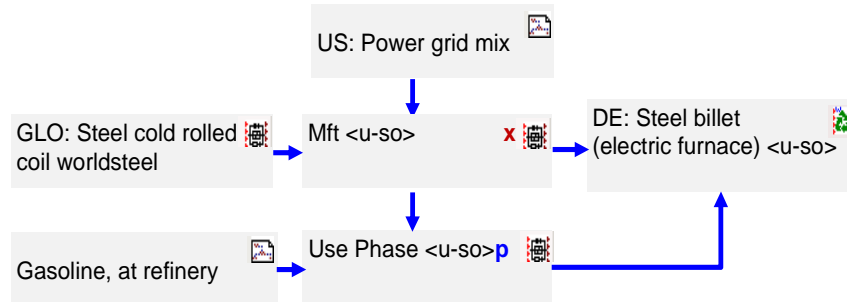 US: Power grid mix
GLO: Steel cold rolled
coil worldsteel
Mft <u-so> x
DE: Steel billet
(electric furnace) <u-so>
Gasoline, at refinery
Use Phase <u-so>p